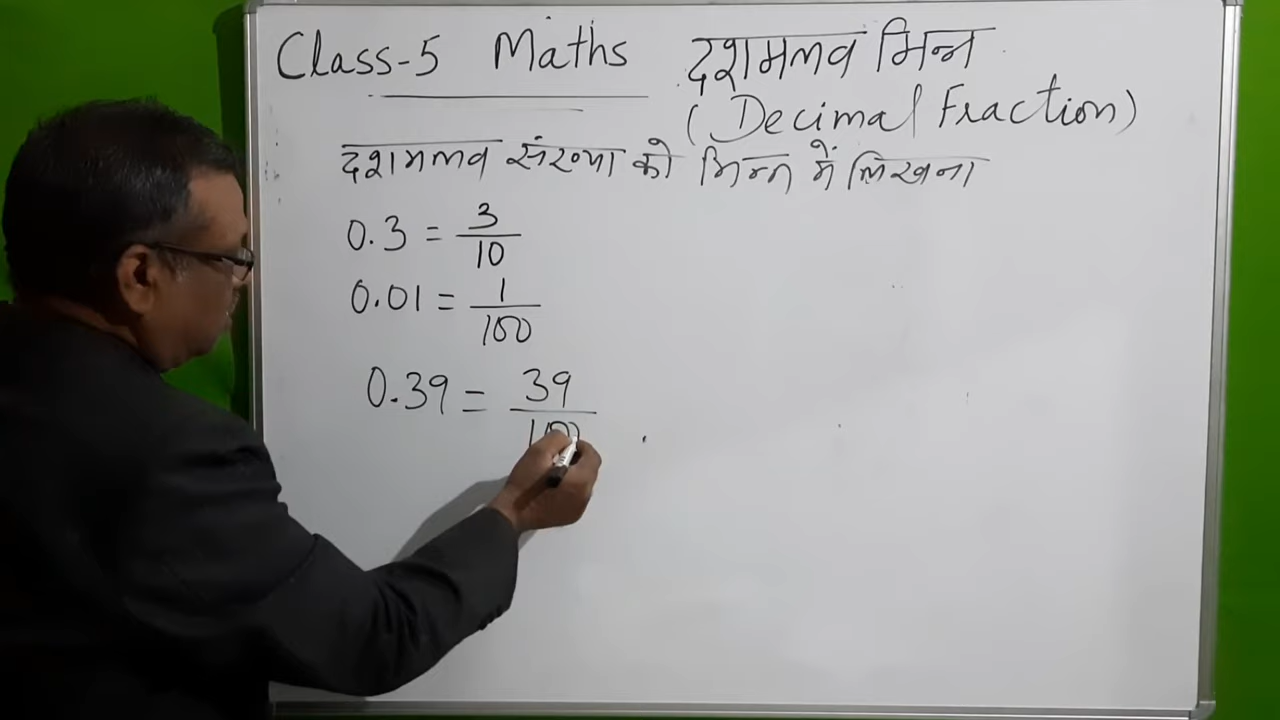 Class-5 Maths दशमलव भिन्न
(Decimal Fraction)
दशमलव संख्या को भिन्न में लिखना
0.3 = 3/10
0.01 = 1/100
0.39 = 39/100